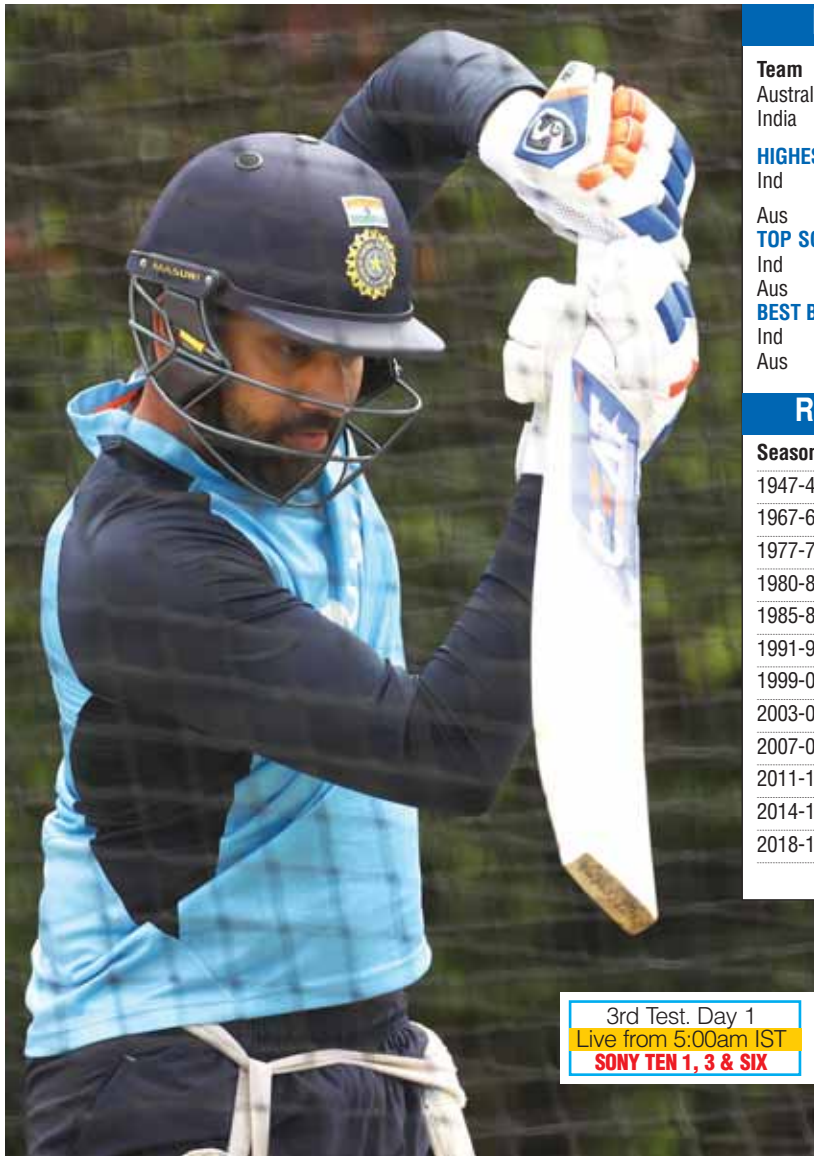 MASURI
Team
Austral
India
HIGHES
Ind
Aus
TOP SC
Ind
Aus
BEST B
Ind
Aus
R
Season
1947-4
1967-6
1977-7
1980-8
1985-8
1991-9
1999-0
2003-0
2007-0
2011-1
2014-1
2018-1
3rd Test. Day 1
Live from 5:00am IST
SONY TEN 1, 3 & SIX